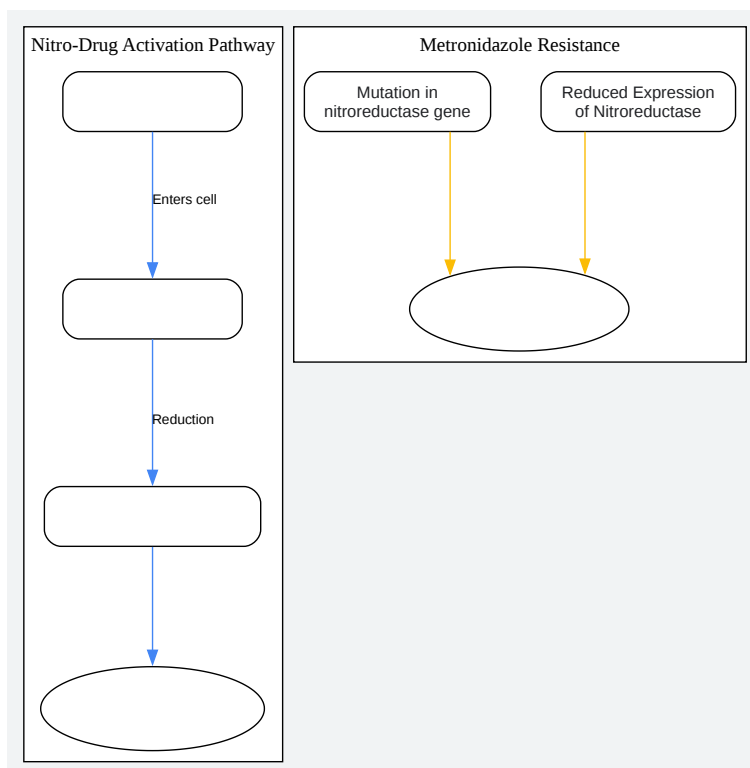 Nitro-Drug Activation Pathway
Enters cell
Reduction
Metronidazole Resistance
Mutation in
nitroreductase gene
Reduced Expression
of Nitroreductase